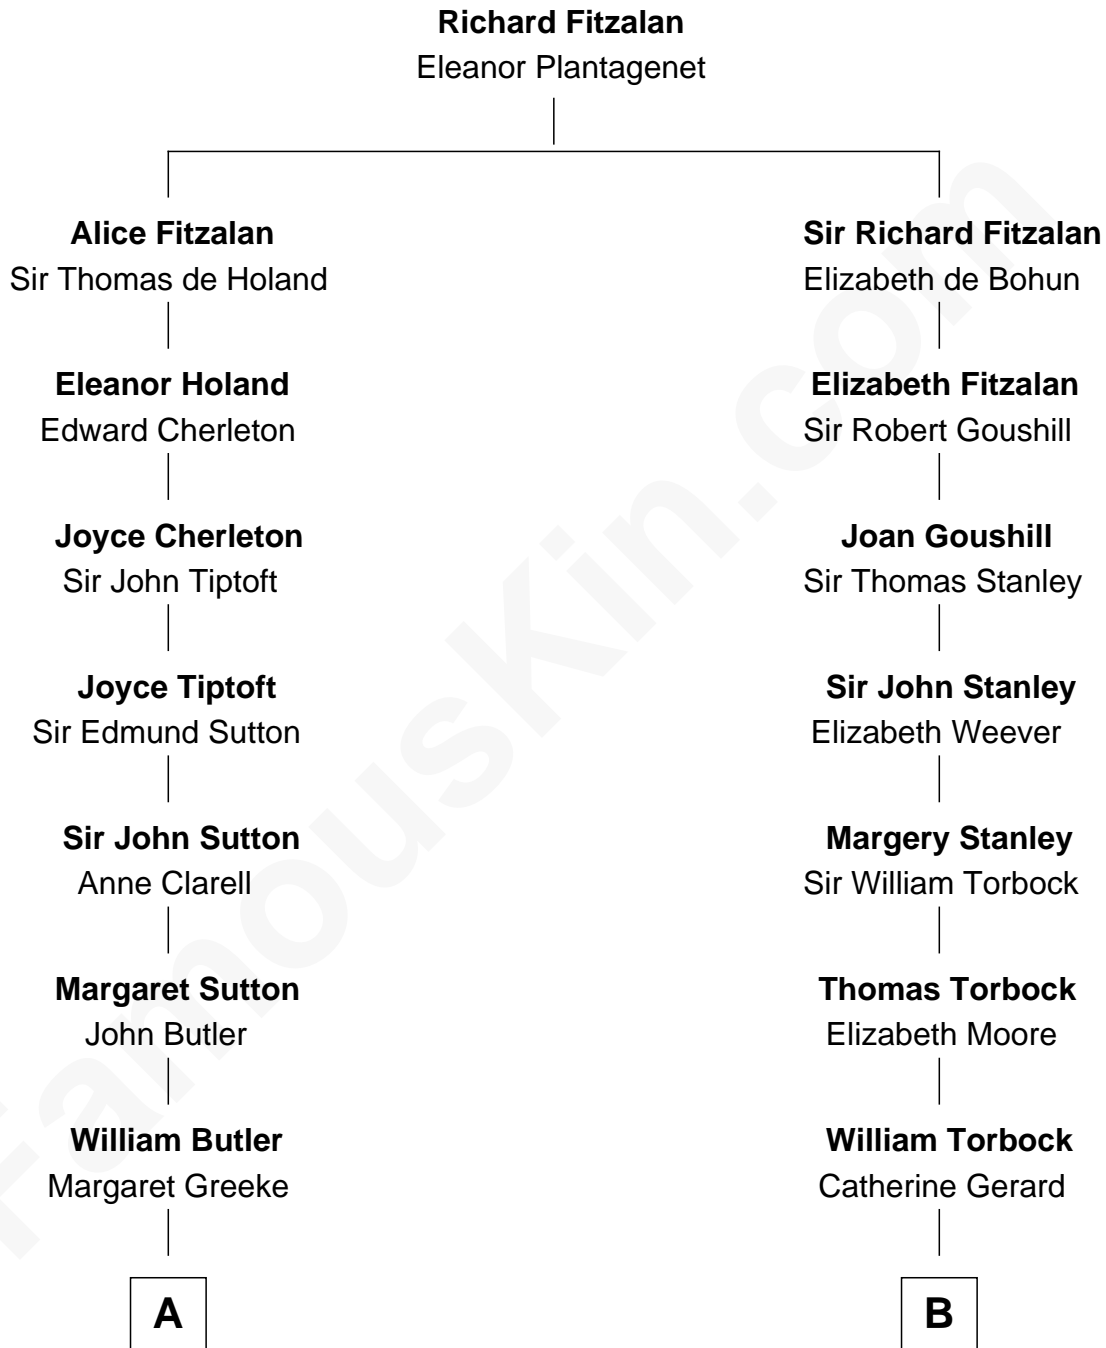 Richard Fitzalan
Eleanor Plantagenet
Alice Fitzalan
Sir Thomas de Holand
Sir Richard Fitzalan
Elizabeth de Bohun
Eleanor Holand
Edward Cherleton
Elizabeth Fitzalan
Sir Robert Goushill
Joyce Cherleton
Sir John Tiptoft
Joan Goushill
Sir Thomas Stanley
Joyce Tiptoft
Sir Edmund Sutton
Sir John Stanley
Elizabeth Weever
Sir John Sutton
Anne Clarell
Margery Stanley
Sir William Torbock
Margaret Sutton
John Butler
Thomas Torbock
Elizabeth Moore
William Butler
Margaret Greeke
William Torbock
Catherine Gerard
A
B
FamousKin.com